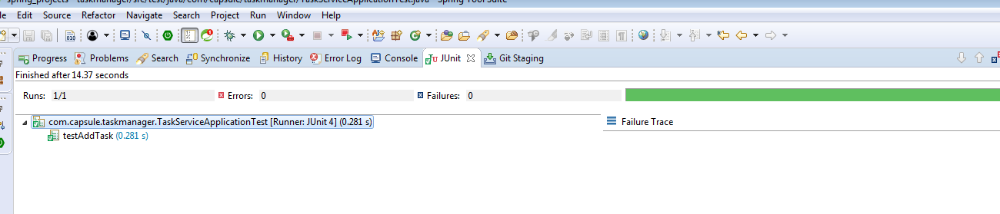 spring_projects - taskmanager/src/test/java/com/capsule/taskmanager/TaskServiceApplicationTest.java - Spring Tool Suite
Edit Source Refactor Navigate Search Project Run Window Help
Progress Problems Search Synchronize History Error Log Console JUnit Git Staging
Finished after 14.37 seconds
Runs: 1/1 Errors: 0 Failures: 0
com.capsule.taskmanager.TaskServiceApplicationTest [Runner: JUnit 4] (0.281 s) Failure Trace
testAddTask (0.281 s)